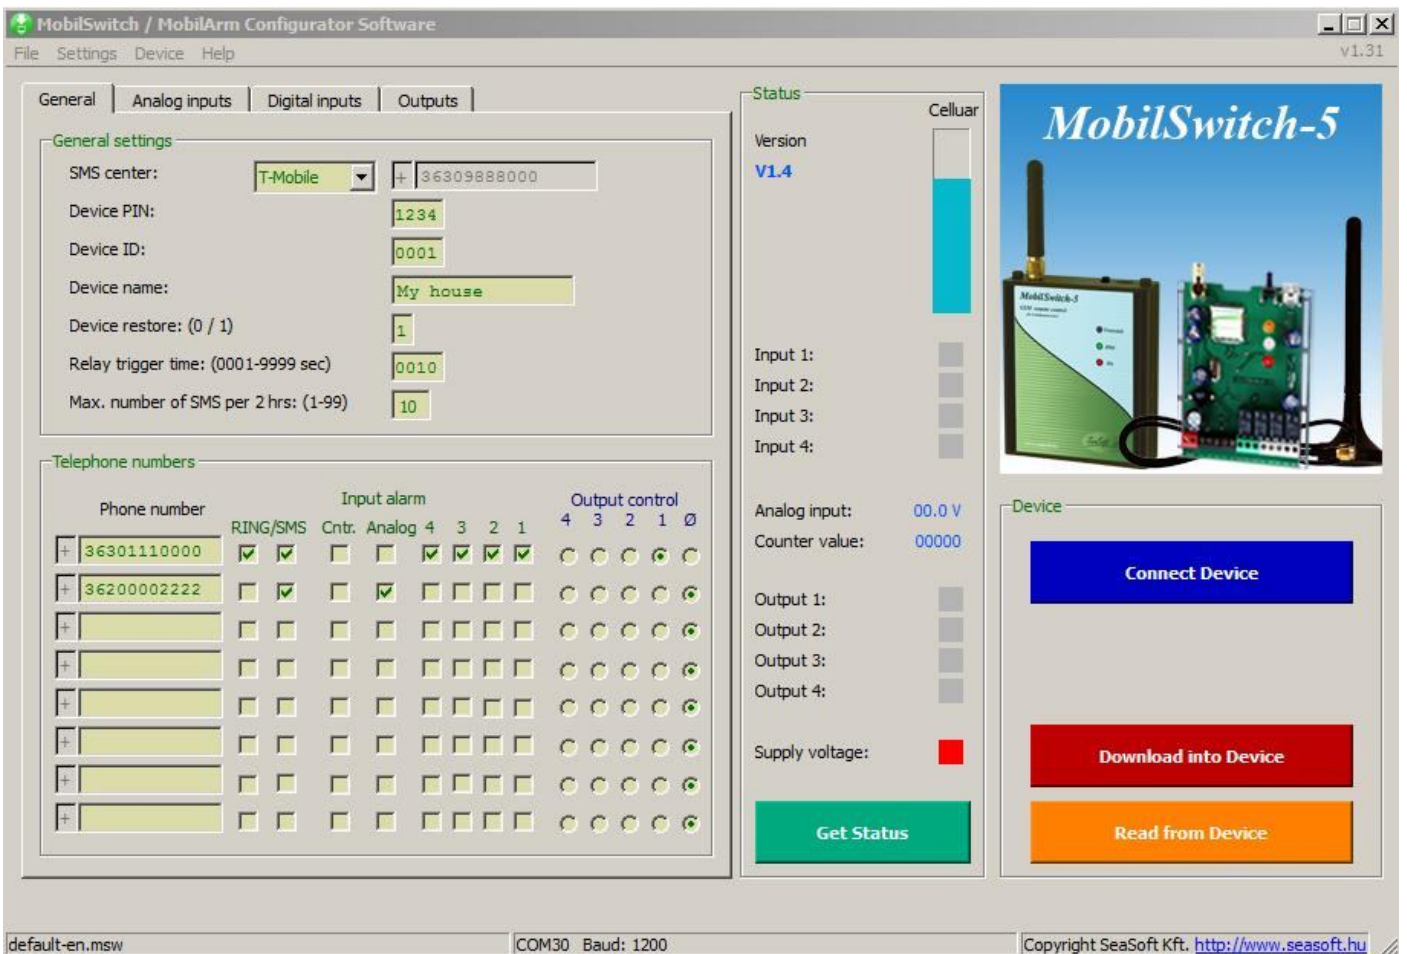 MobilSwitch / MobilArm Configurator Software
File Settings Device Help
v1.31
General Analog inputs Digital inputs Outputs
General settings
SMS center: T-Mobile + 36309888000
Device PIN: 1234
Device ID: 0001
Device name: My house
Device restore: (0 / 1) 1
Relay trigger time: (0001-9999 sec) 0010
Max. number of SMS per 2 hrs: (1-99) 10
Telephone numbers
Input alarm Output control
Phone number RING/SMS Cntr. Analog 4 3 2 1 4 3 2 1 Ø
+ 36301110000
+ 36200002222
+
+
+
+
+
+
Status
Celluar
Version
V1.4
Input 1:
Input 2:
Input 3:
Input 4:
Analog input: 00.0 V
Counter value: 00000
Output 1:
Output 2:
Output 3:
Output 4:
Supply voltage:
Get Status
MobilSwitch-5
MobilSwitch-5
Device
Connect Device
Download into Device
Read from Device
default-en.msw
COM30 Baud: 1200
Copyright SeaSoft Kft. http://www.seasoft.hu